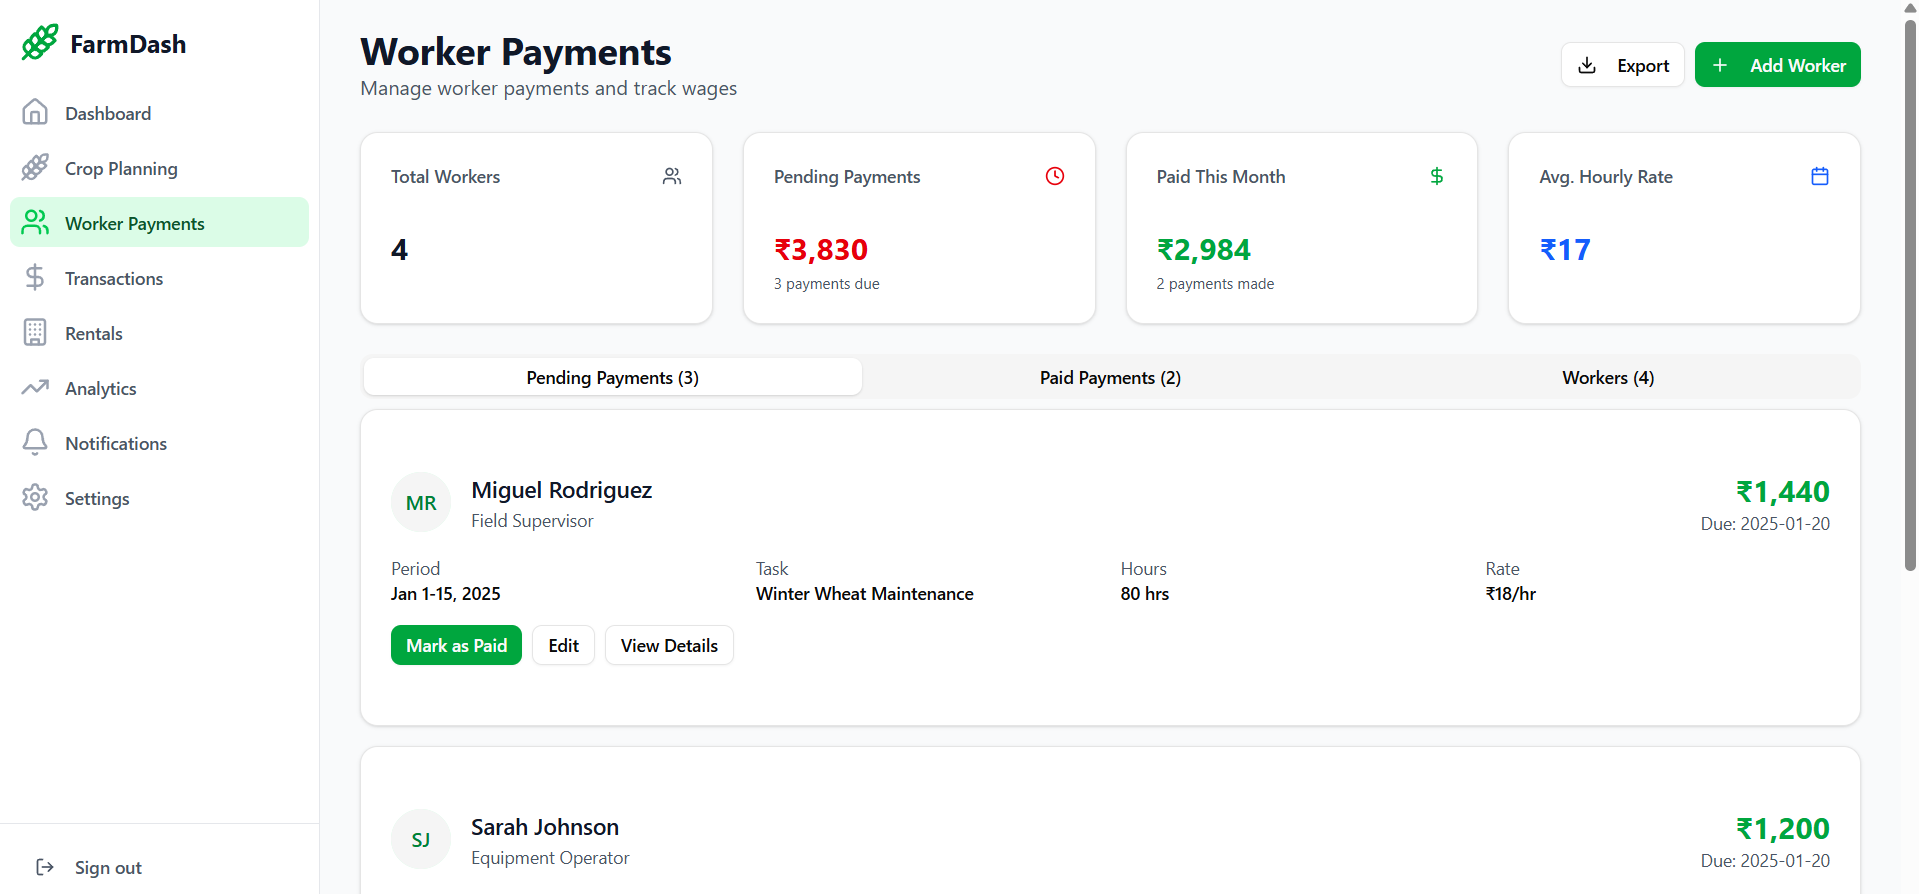 FarmDash
Dashboard
Crop Planning
Worker Payments
Transactions
Rentals
Analytics
Notifications
Settings
Sign out
Worker Payments
Manage worker payments and track wages
Export
Add Worker
Total Workers
4
Pending Payments
₹3,830
3 payments due
Paid This Month
₹2,984
2 payments made
Avg. Hourly Rate
₹17
Pending Payments (3)
Paid Payments (2)
Workers (4)
MR
Miguel Rodriguez
Field Supervisor
₹1,440
Due: 2025-01-20
Period
Jan 1-15, 2025
Task
Winter Wheat Maintenance
Hours
80 hrs
Rate
₹18/hr
Mark as Paid
Edit
View Details
SJ
Sarah Johnson
Equipment Operator
₹1,200
Due: 2025-01-20